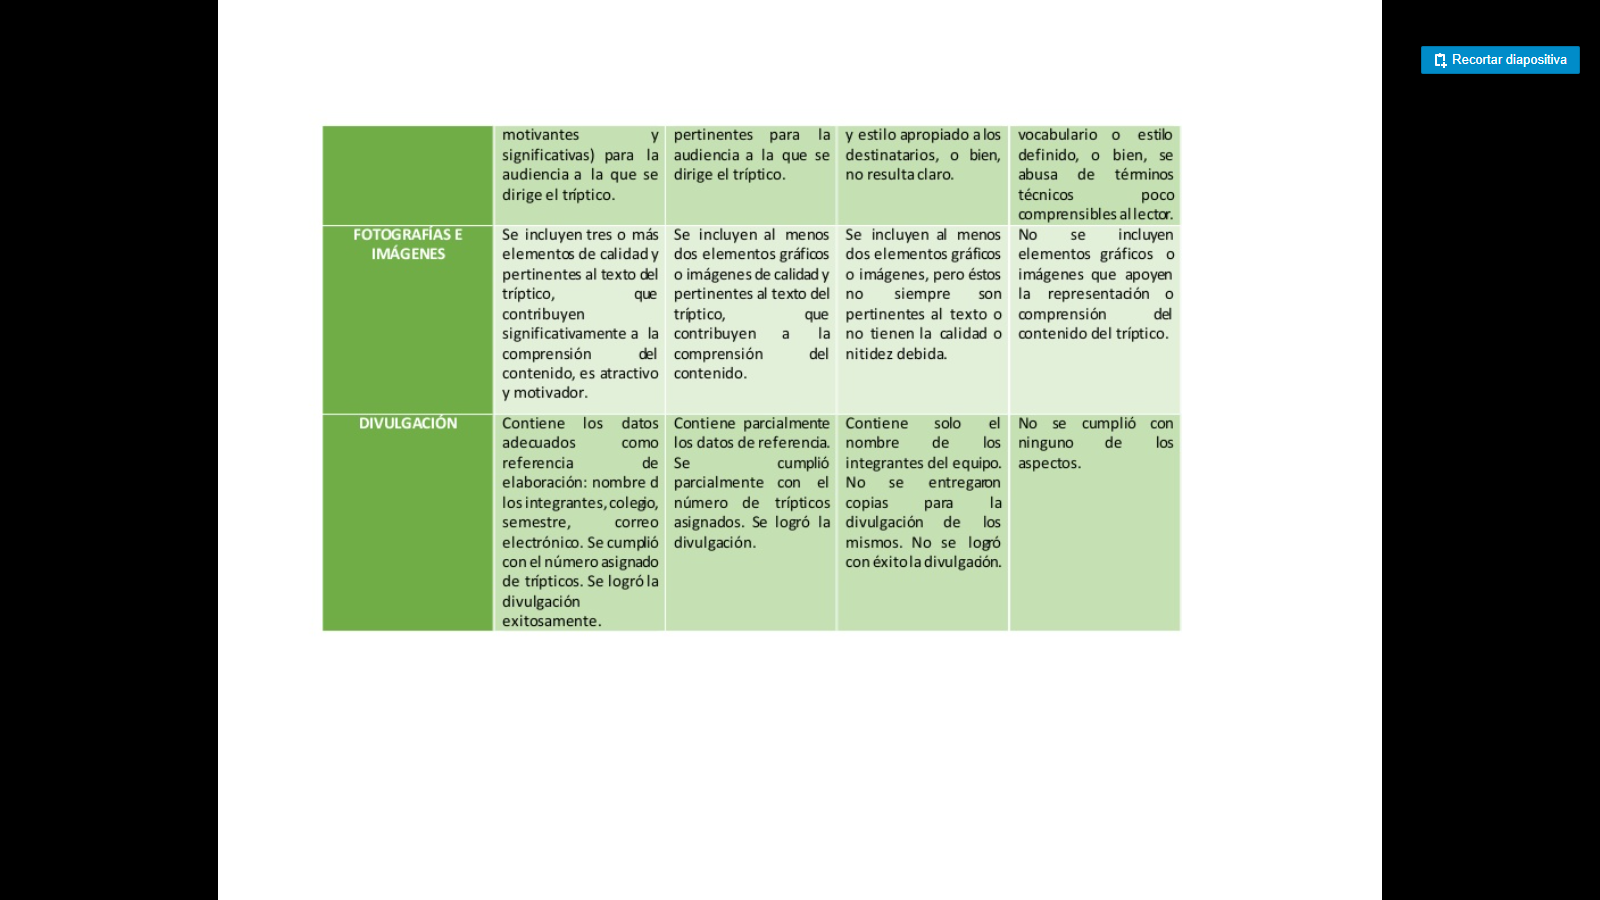 Recortar diapositiva
motivantes y
significativas) para la
audiencia a la que se
dirige el tríptico.
pertinentes para la
audiencia a la que se
dirige el tríptico.
y estilo apropiado a los
destinatarios, o bien,
no resulta claro.
vocabulario o estilo
definido, o bien, se
abusa de términos
técnicos poco
comprensibles al lector.
FOTOGRAFÍAS E
IMÁGENES
Se incluyen tres o más
elementos de calidad y
pertinentes al texto del
tríptico, que
contribuyen
significativamente a la
comprensión del
contenido, es atractivo
y motivador.
Se incluyen al menos
dos elementos gráficos
o imágenes de calidad y
pertinentes al texto del
tríptico, que
contribuyen a la
comprensión del
contenido.
Se incluyen al menos
dos elementos gráficos
o imágenes, pero éstos
no siempre son
pertinentes al texto o
no tienen la calidad o
nitidez debida.
No se incluyen
elementos gráficos o
imágenes que apoyen
la representación o
comprensión del
contenido del tríptico.
DIVULGACIÓN
Contiene los datos
adecuados como
referencia de
elaboración: nombre d
los integrantes, colegio,
semestre, correo
electrónico. Se cumplió
con el número asignado
de trípticos. Se logró la
divulgación
exitosamente.
Contiene parcialmente
los datos de referencia.
Se cumplió
parcialmente con el
número de trípticos
asignados. Se logró la
divulgación.
Contiene solo el
nombre de los
integrantes del equipo.
No se entregaron
copias para la
divulgación de los
mismos. No se logró
con éxito la divulgación.
No se cumplió con
ninguno de los
aspectos.